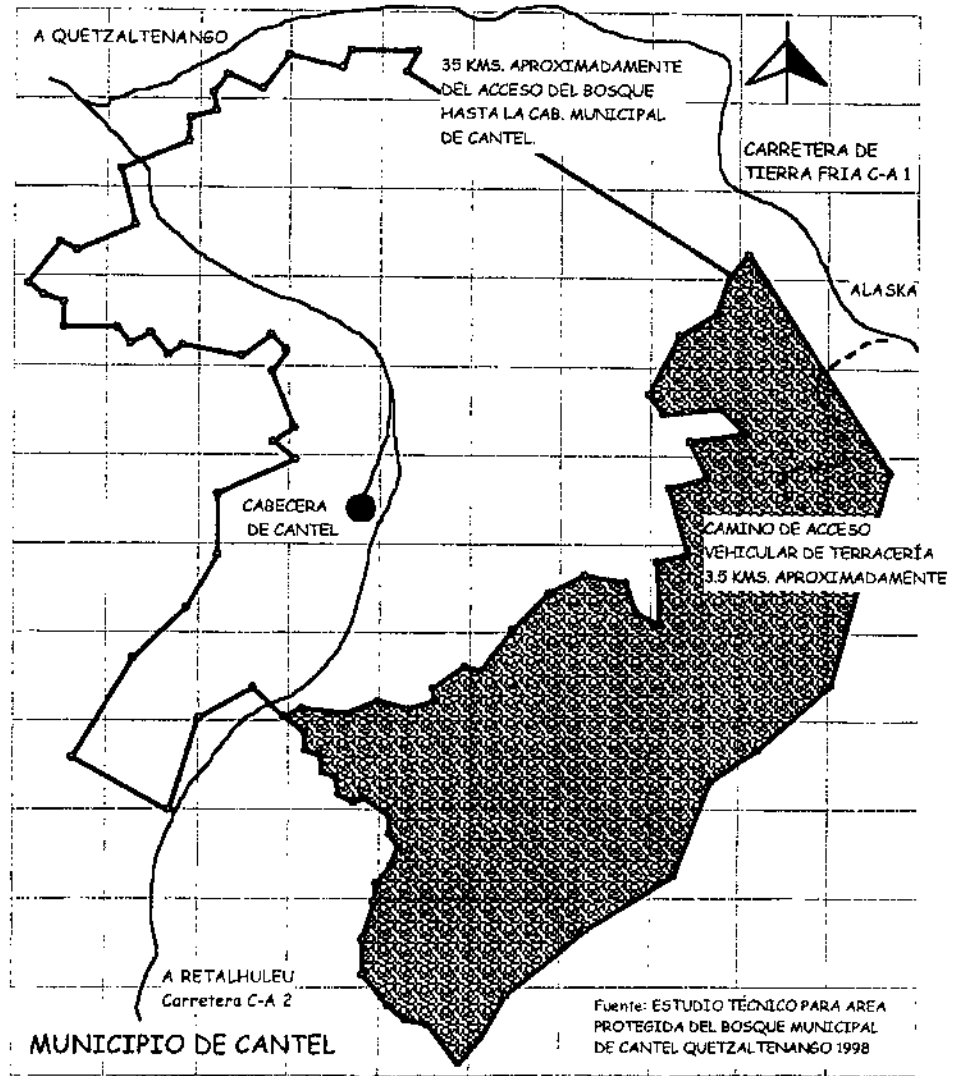 A QUETZALTENANGO
35 KMS. APROXIMADAMENTE
DEL ACCESO DEL BOSQUE
HASTA LA CAB. MUNICIPAL
DE CANTEL.
CARRETERA DE
TIERRA FRIA C-A 1
ALASKA
CABECERA
DE CANTEL
CAMINO DE ACCESO
VEHICULAR DE TERRACERÍA
3.5 KMS. APROXIMADAMENTE
A RETALHULEU
Carretera C-A 2
MUNICIPIO DE CANTEL
Fuente: ESTUDIO TÉCNICO PARA AREA
PROTEGIDA DEL BOSQUE MUNICIPAL
DE CANTEL QUETZALTENANGO 1998